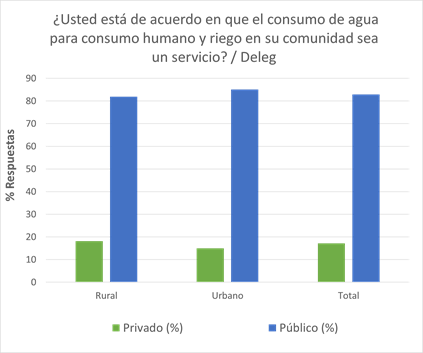 ¿Usted está de acuerdo en que el consumo de agua
para consumo humano y riego en su comunidad sea
un servicio? / Deleg
% Respuestas
90
80
70
60
50
40
30
20
10
0
Rural Urbano Total
Privado (%) Público (%)